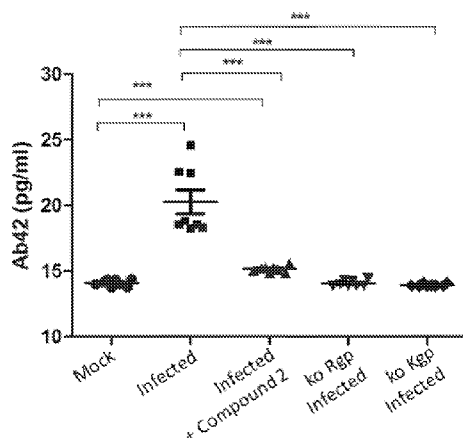 ***
***
***
***
***
30
25
20
15
10
Ab42 (pg/ml)
Mock
Infected
Infected
+ Compound 2
ko Rgp
Infected
ko Kgp
Infected